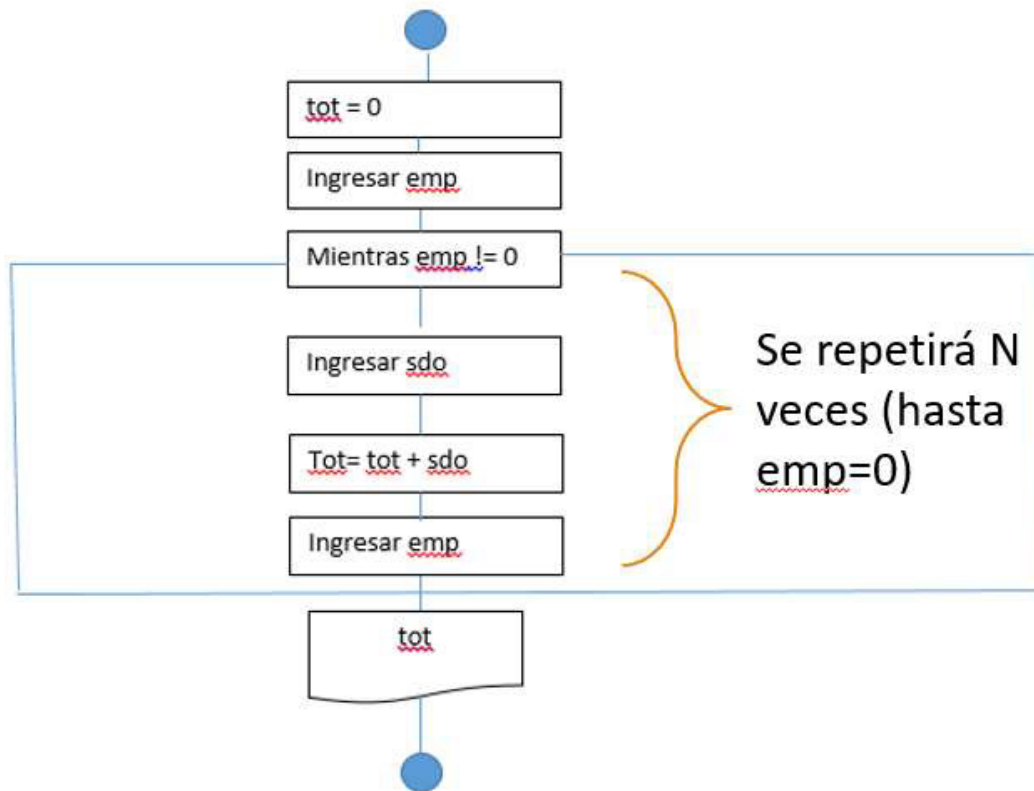 tot = 0
Ingresar emp
Mientras emp != 0
Ingresar sdo
Tot= tot + sdo
Ingresar emp
Se repetirá N
veces (hasta
emp=0)
tot